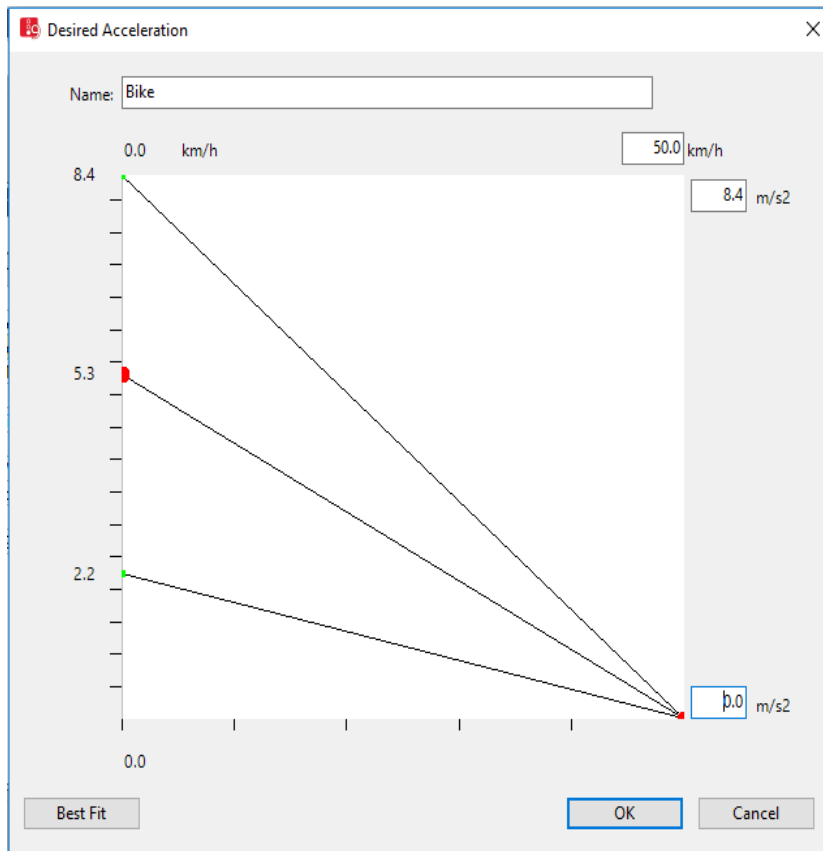 Desired Acceleration
Name: Bike
0.0 km/h 50.0 km/h
8.4 8.4 m/s2
5.3
2.2
0.0 m/s2
0.0
Best Fit OK Cancel